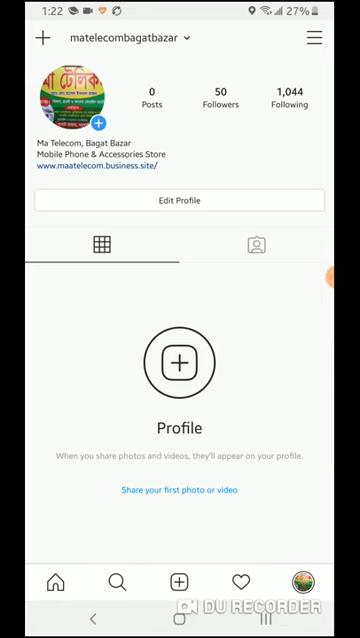 1:22
27%
matelecombagatbazar
মা টেলিকম
0
50
1,044
Posts
Followers
Following
Ma Telecom, Bagat Bazar
Mobile Phone & Accessories Store
www.maatelecom.business.site/
Edit Profile
Profile
When you share photos and videos, they'll appear on your profile.
Share your first photo or video
DU RECORDER